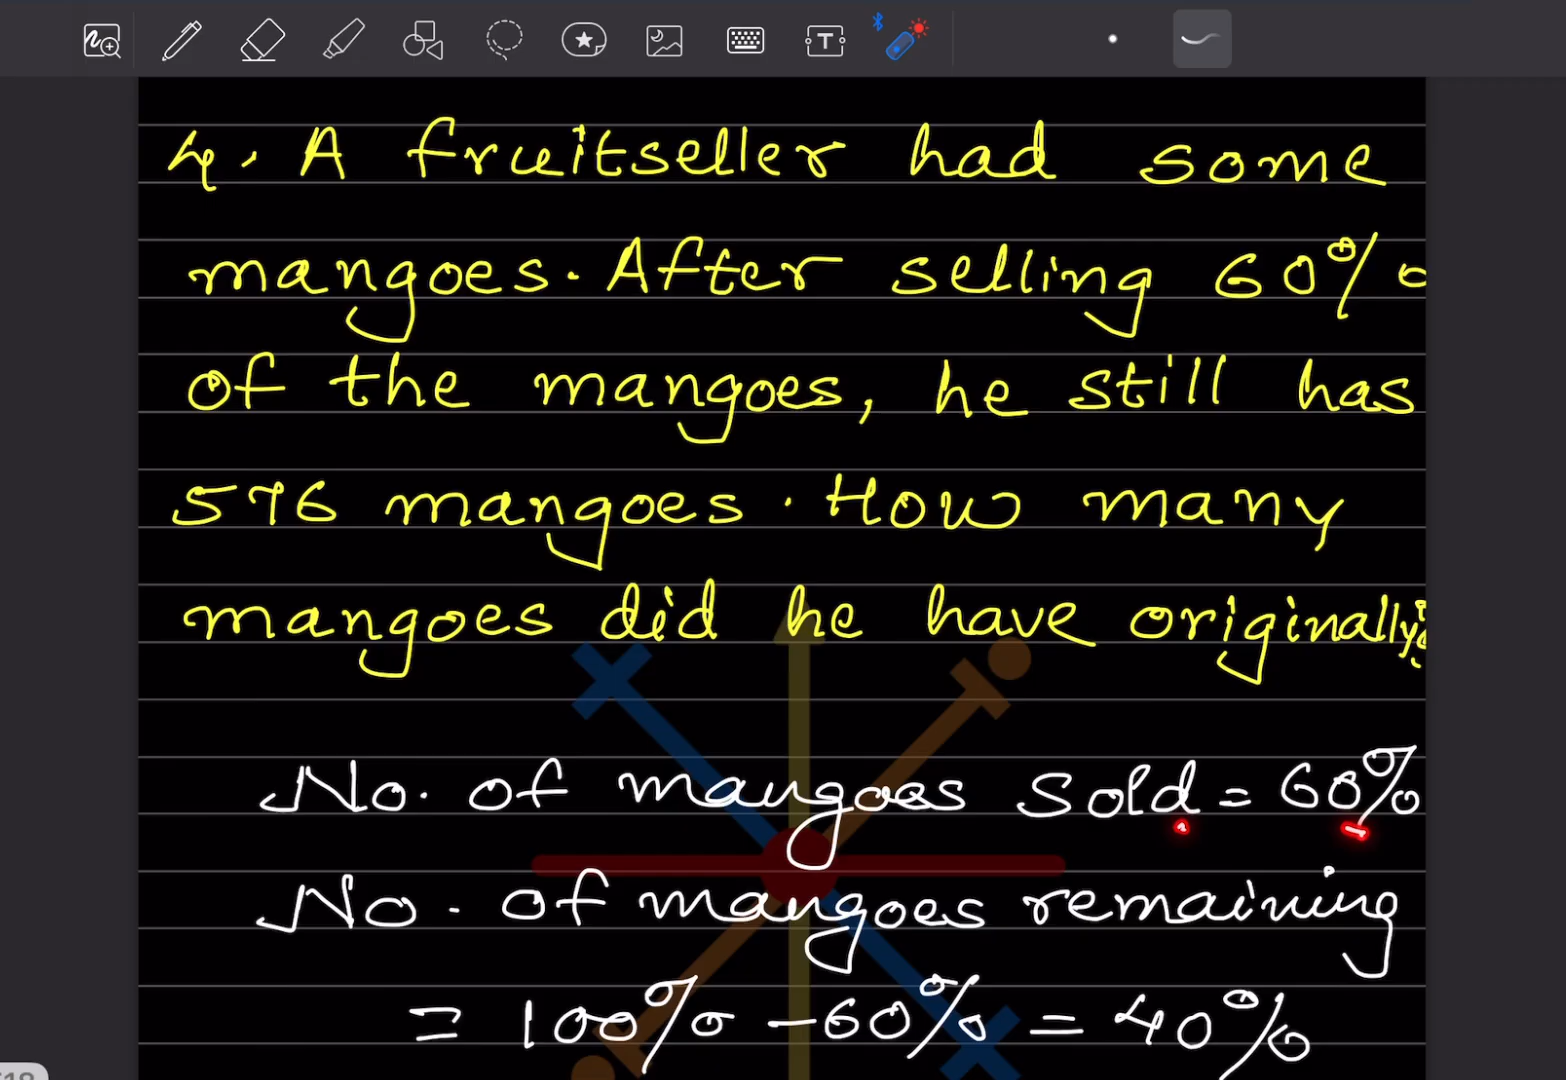 4. A fruitseller had some
mangoes. After selling 60%
of the mangoes, he still has
576 mangoes. How many
mangoes did he have originally?
No. of mangoes sold = 60%
No. of mangoes remaining
= 100% - 60% = 40%